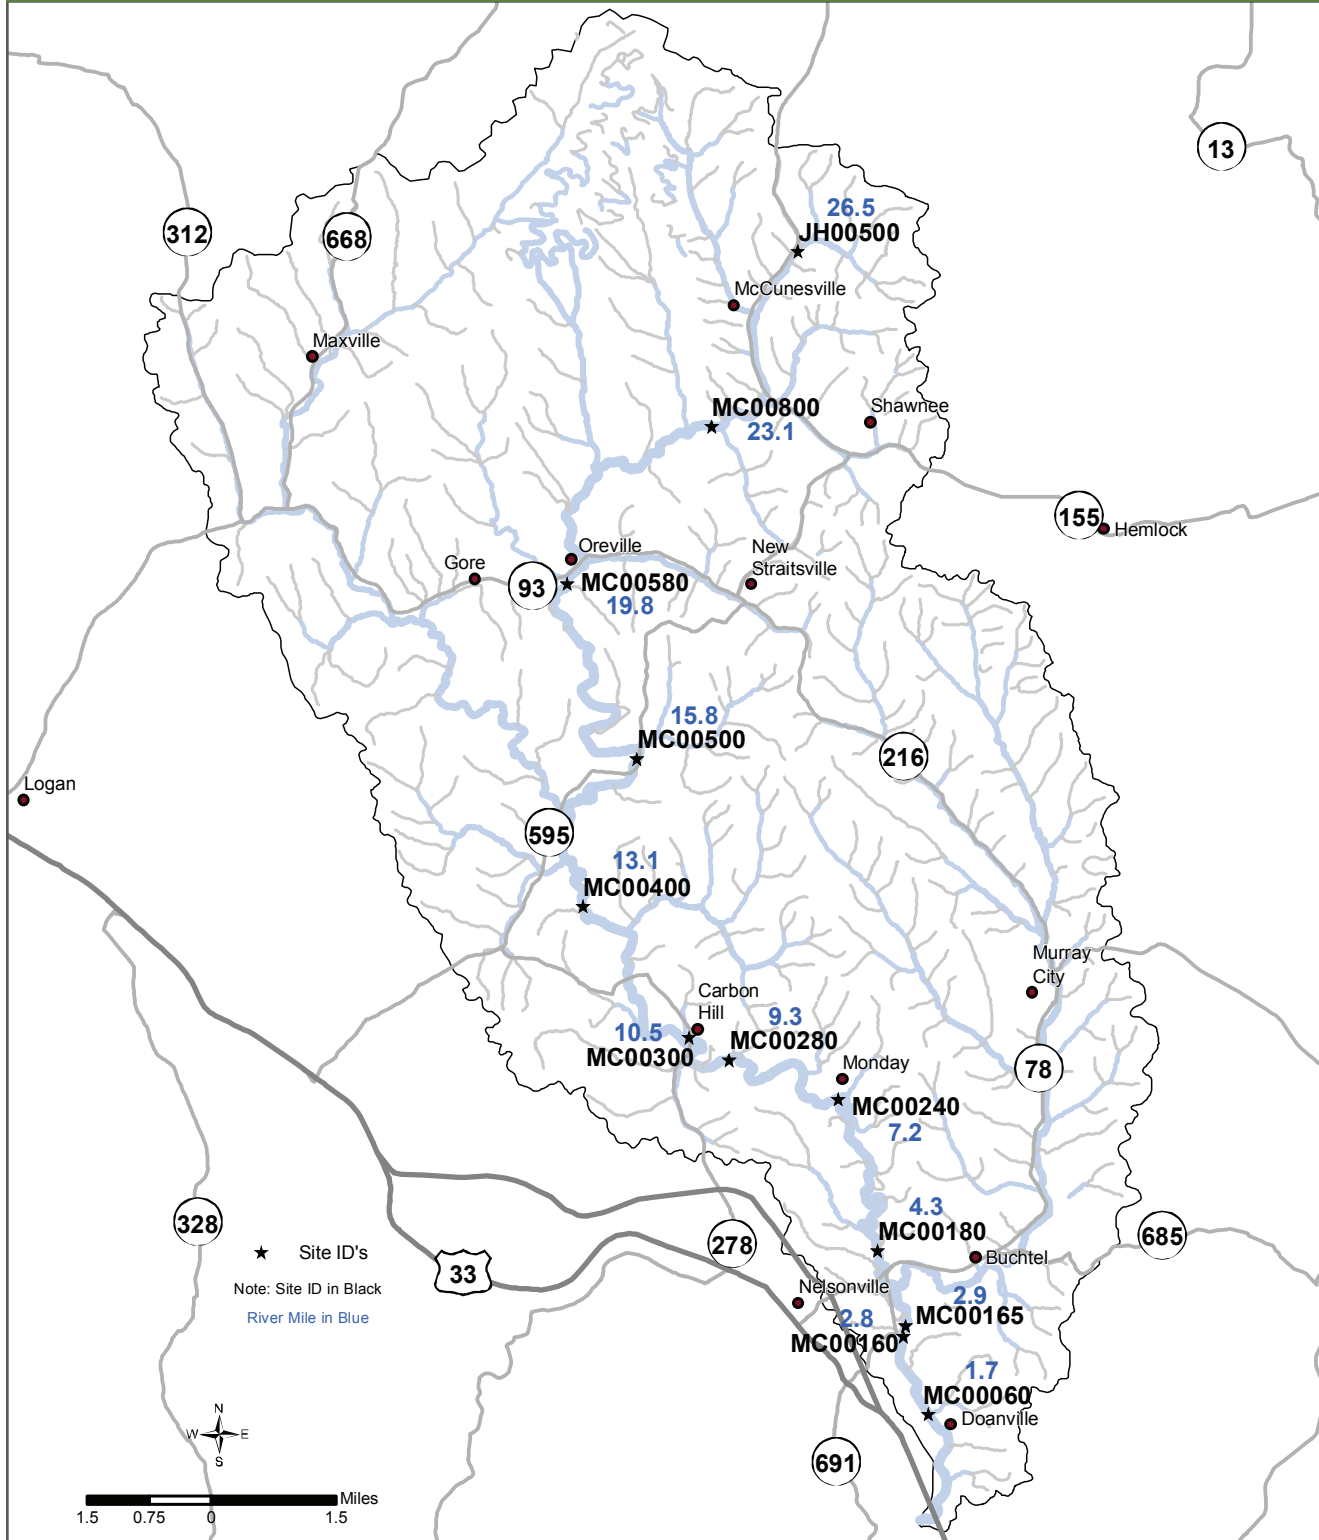 13
26.5
JH00500
312
668
McCunesville
Maxville
MC00800
23.1
Shawnee
155
Hemlock
Oreville
New
Straitsville
Gore
93
MC00580
19.8
15.8
MC00500
216
Logan
595
13.1
MC00400
Murray
City
Carbon
Hill
9.3
10.5
MC00280
MC00300
Monday
78
MC00240
7.2
4.3
MC00180
328
278
685
Site ID's
Buchtel
33
Note: Site ID in Black
Nelsonville
2.9
River Mile in Blue
2.8
MC00165
MC00160
1.7
MC00060
N
Doanville
W E
S
691
Miles
1.5 0.75 0 1.5